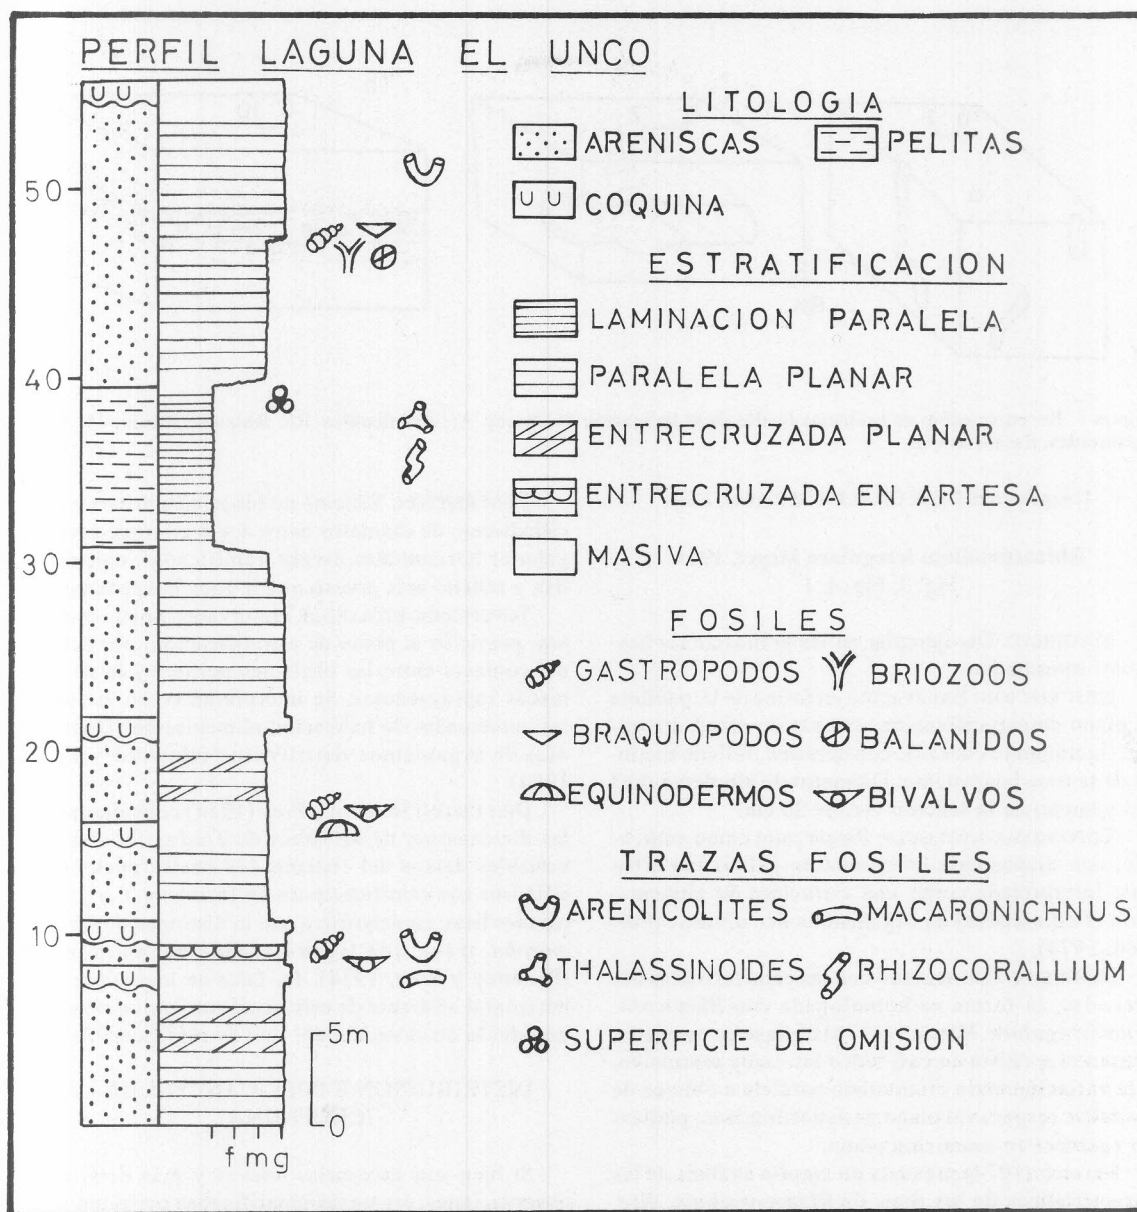 PERFIL LAGUNA EL UNCO
50
40
30
20
10
5m
0
f m g
LITOLOGIA
ARENISCAS
PELITAS
COQUINA
ESTRATIFICACION
LAMINACION PARALELA
PARALELA PLANAR
ENTRECRUZADA PLANAR
ENTRECRUZADA EN ARTESA
MASIVA
FOSILES
GASTROPODOS
BRIOZOOS
BRAQUIOPODOS
BALANIDOS
EQUINODERMOS
BIVALVOS
TRAZAS FOSILES
ARENICOLITES
MACARONICHNUS
THALASSINOIDES
RHIZOCORALLIUM
SUPERFICIE DE OMISION